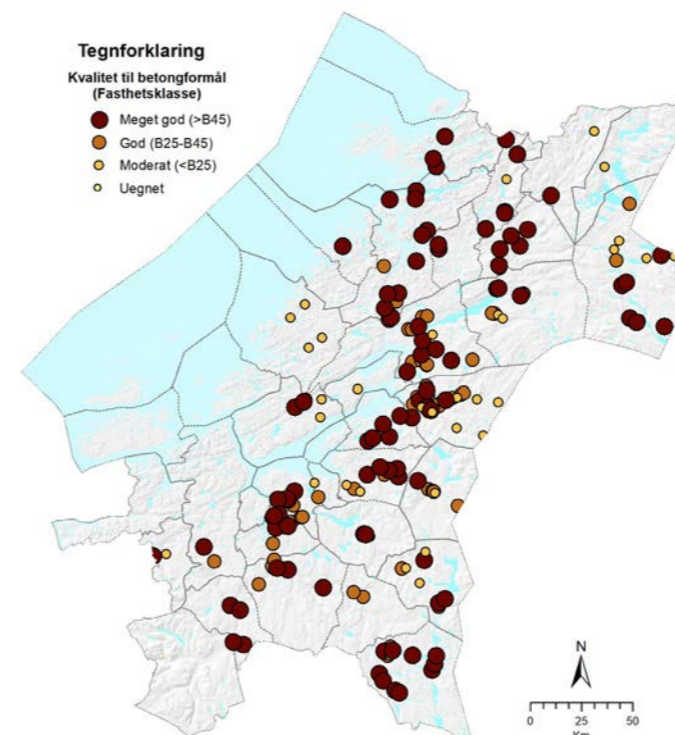 Tegnforklaring
Kvalitet til betongformål
(Fasthetsklasse)
Meget god (>B45)
God (B25-B45)
Moderat (<B25)
Uegnet
N
0 25 50
Km